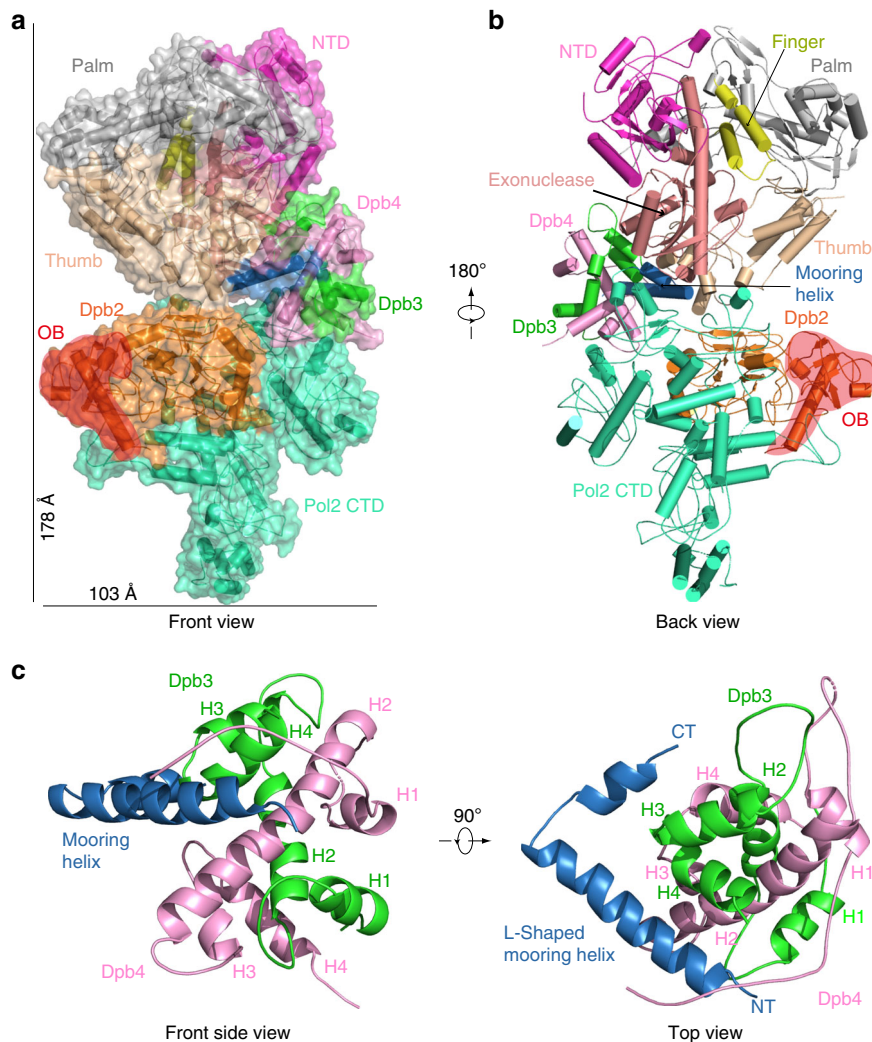 a
NTD
Palm
Dpb4
Thumb
Dpb3
Dpb2
OB
Pol2 CTD
178 Å
103 Å
Front view
180°
b
Finger
NTD
Palm
Exonuclease
Dpb4
Thumb
Mooring
helix
Dpb3
Dpb2
OB
Pol2 CTD
Back view
c
Dpb3
H2
H3
H4
H1
Mooring
helix
H2
H1
Dpb4
H3
H4
Front side view
90°
Dpb3
CT
H4
H2
H3
H3
H1
H4
H2
H1
L-Shaped
mooring helix
NT
Dpb4
Top view